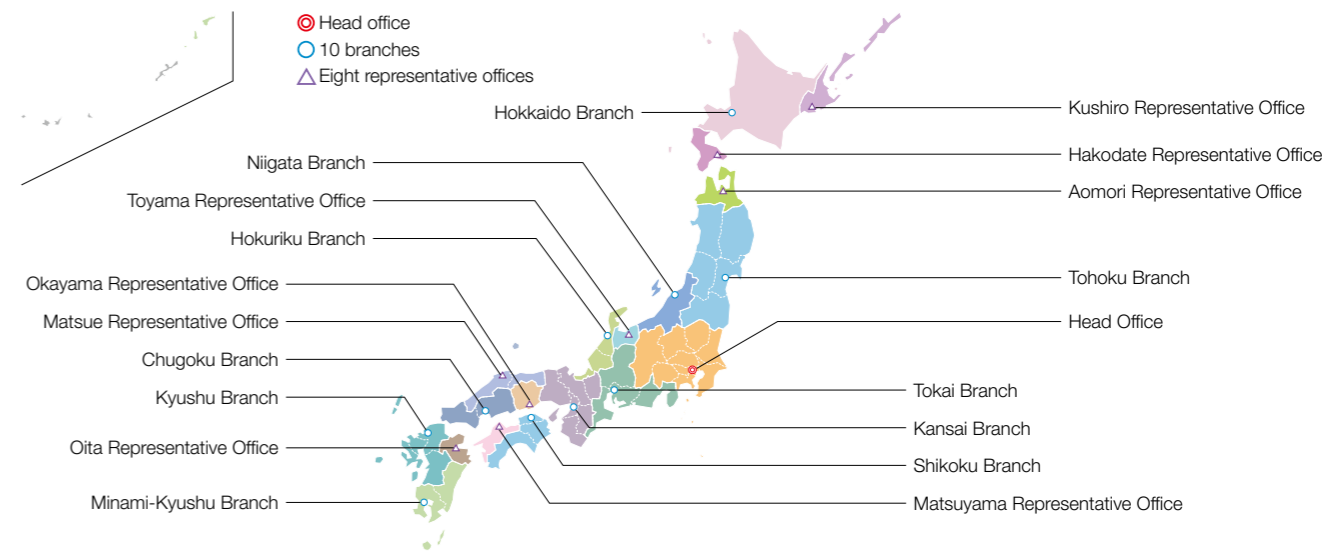 Head office
10 branches
Eight representative offices
Hokkaido Branch
Niigata Branch
Toyama Representative Office
Hokuriku Branch
Okayama Representative Office
Matsue Representative Office
Chugoku Branch
Kyushu Branch
Oita Representative Office
Minami-Kyushu Branch
Kushiro Representative Office
Hakodate Representative Office
Aomori Representative Office
Tohoku Branch
Head Office
Tokai Branch
Kansai Branch
Shikoku Branch
Matsuyama Representative Office